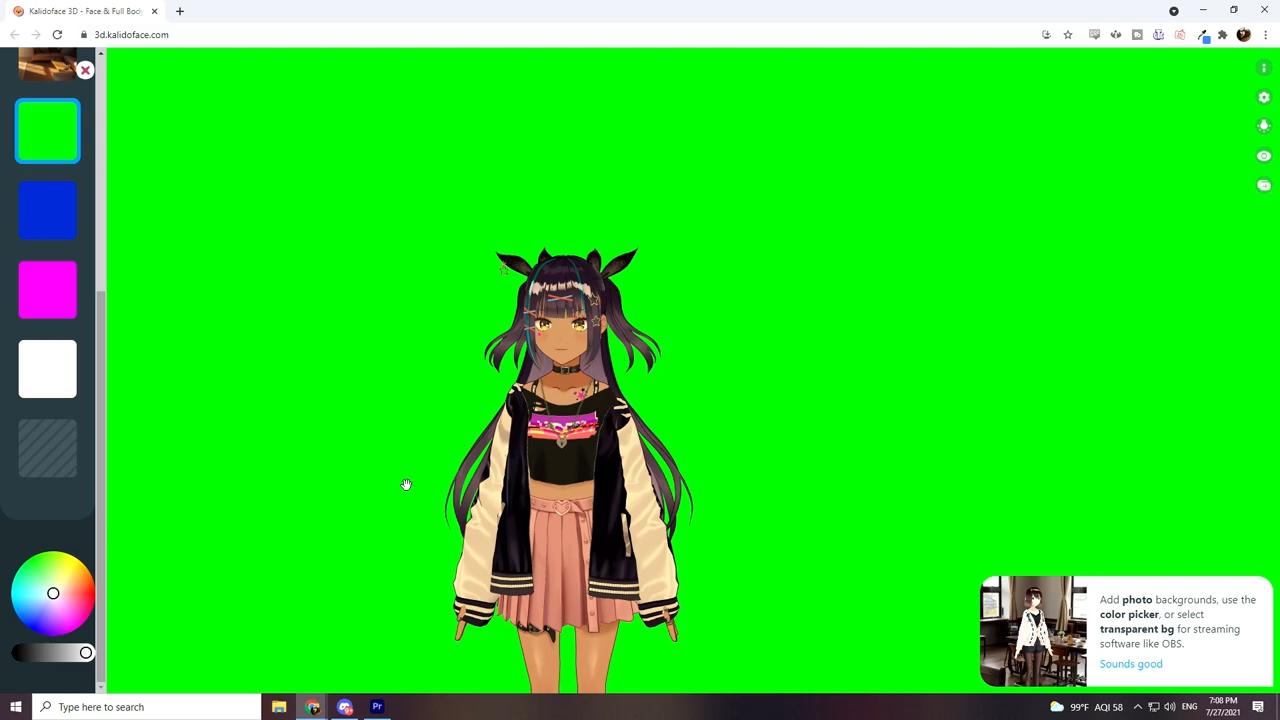 Kalidoface 3D - Face & Full Body
3d.kalidoface.com
Add photo backgrounds, use the
color picker, or select
transparent bg for streaming
software like OBS.
Sounds good
Type here to search
Pr
99°F AQI 58
ENG
7:08 PM
7/27/2021